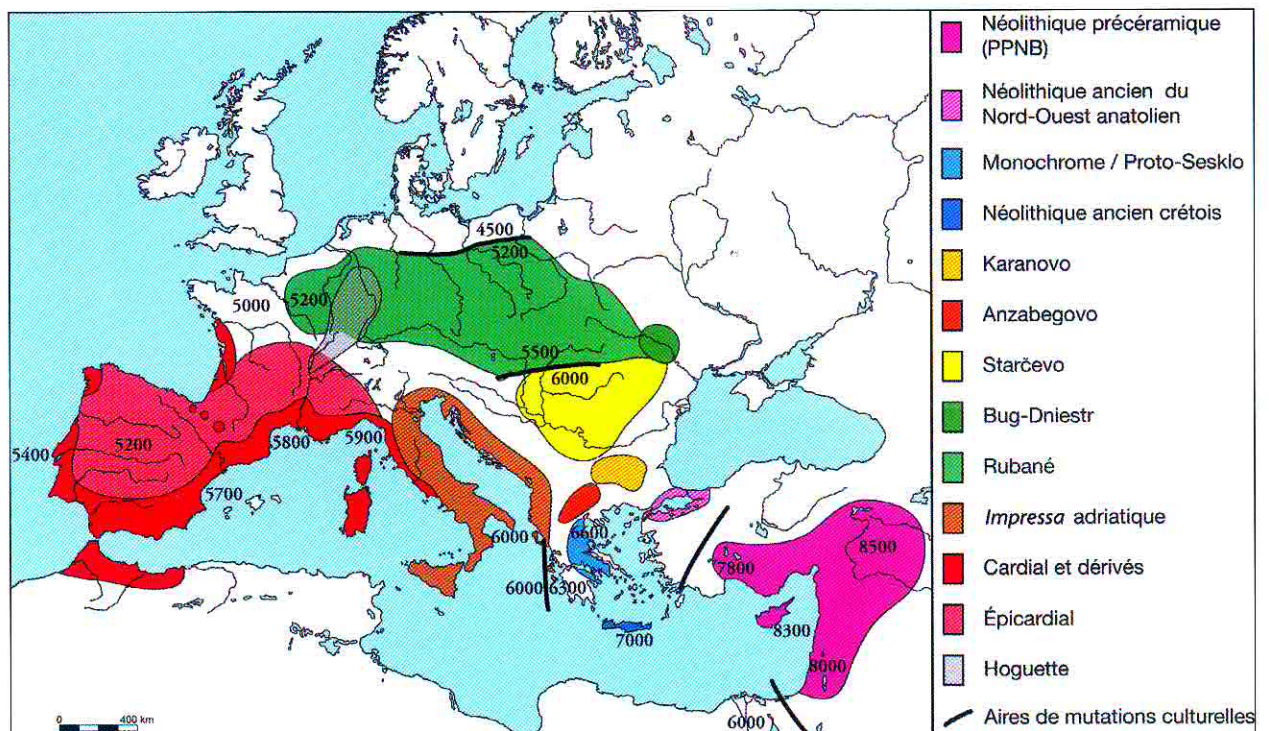 4500
5200
5000
5200
5500
6000
5200
5400
5800
5900
5700
6000
6600
6000
6300
7000
7800
8500
8300
8000
6000
0 400 km
Néolithique précéramique
(PPNB)
Néolithique ancien du
Nord-Ouest anatolien
Monochrome / Proto-Sesklo
Néolithique ancien crétois
Karanovo
Anzabegovo
Starčevo
Bug-Dniestr
Rubané
Impressa adriatique
Cardial et dérivés
Épicardial
Hoguette
Aires de mutations culturelles